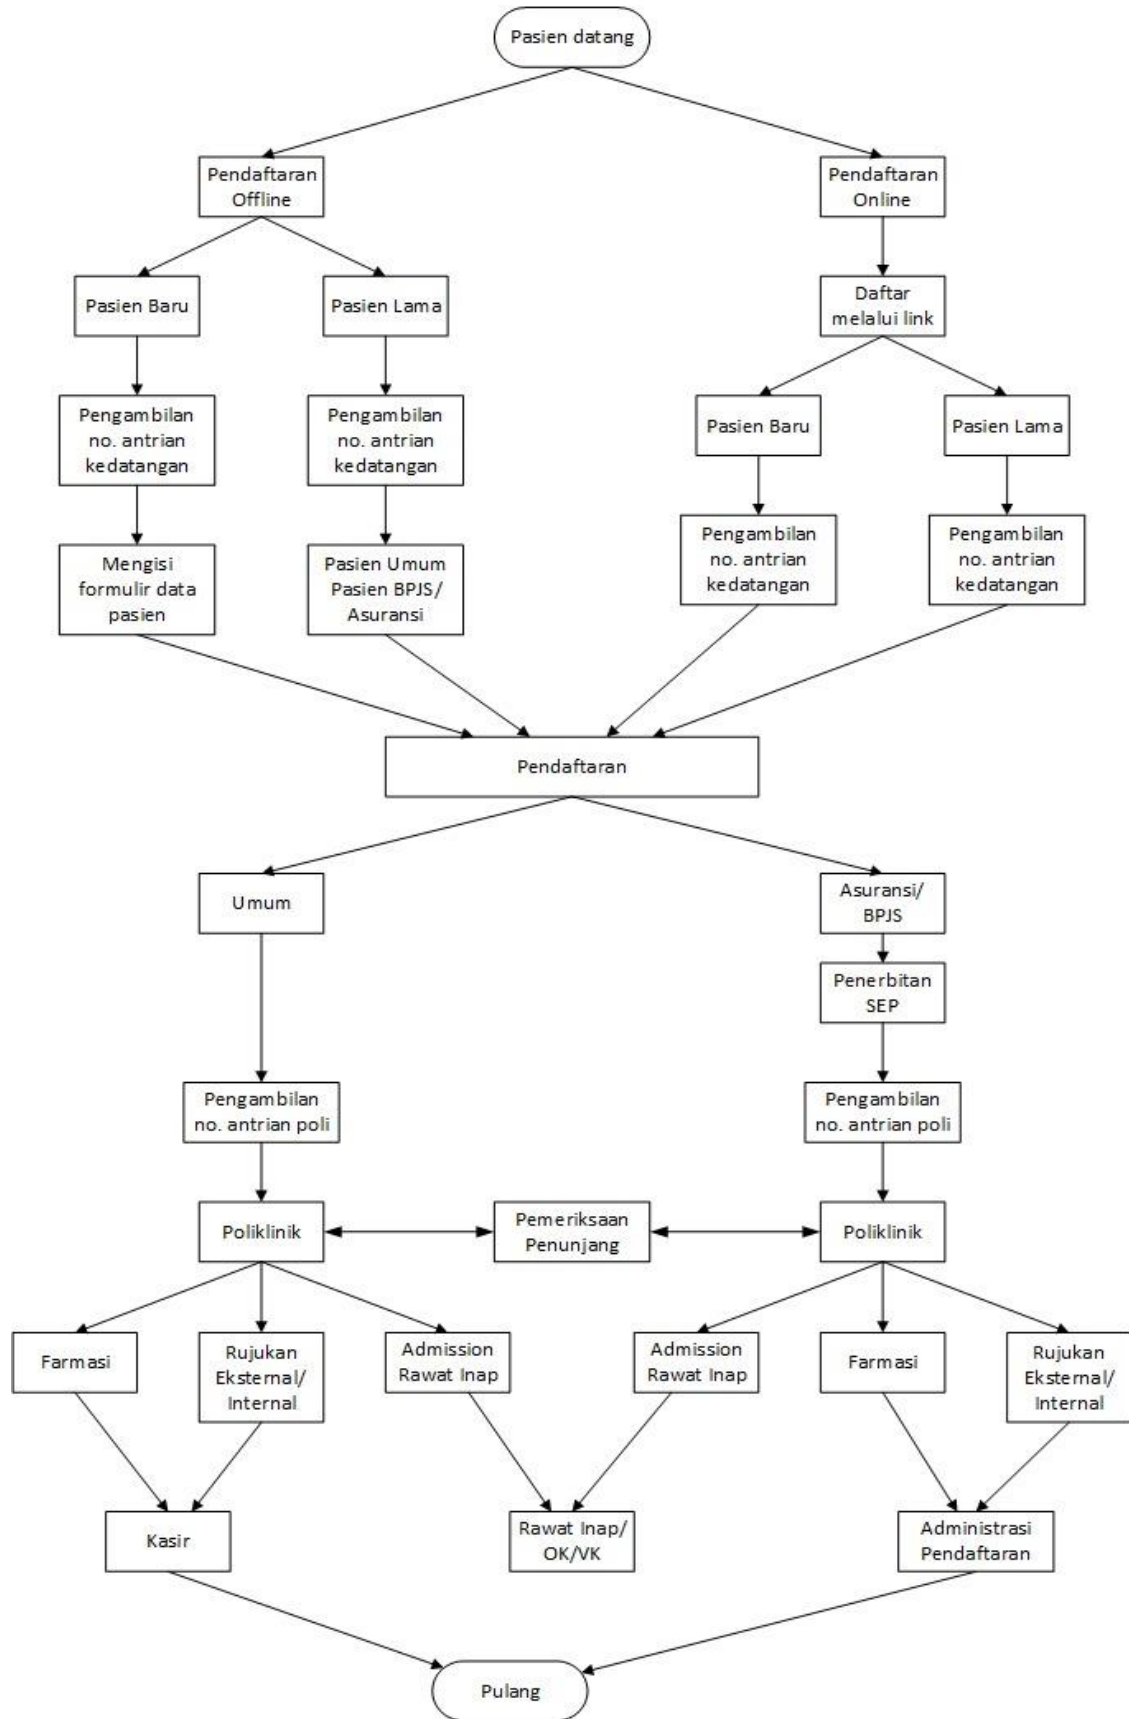 Pasien datang
Pendaftaran
Offline
Pendaftaran
Online
Pasien Baru
Pasien Lama
Daftar
melalui link
Pengambilan
no. antrian
kedatangan
Pengambilan
no. antrian
kedatangan
Pasien Baru
Pasien Lama
Mengisi
formulir data
pasien
Pasien Umum
Pasien BPJS/
Asuransi
Pengambilan
no. antrian
kedatangan
Pengambilan
no. antrian
kedatangan
Pendaftaran
Umum
Asuransi/
BPJS
Penerbitan
SEP
Pengambilan
no. antrian poli
Pengambilan
no. antrian poli
Poliklinik
Pemeriksaan
Penunjang
Poliklinik
Farmasi
Rujukan
Eksternal/
Internal
Admission
Rawat Inap
Admission
Rawat Inap
Farmasi
Rujukan
Eksternal/
Internal
Kasir
Rawat Inap/
OK/VK
Administrasi
Pendaftaran
Pulang